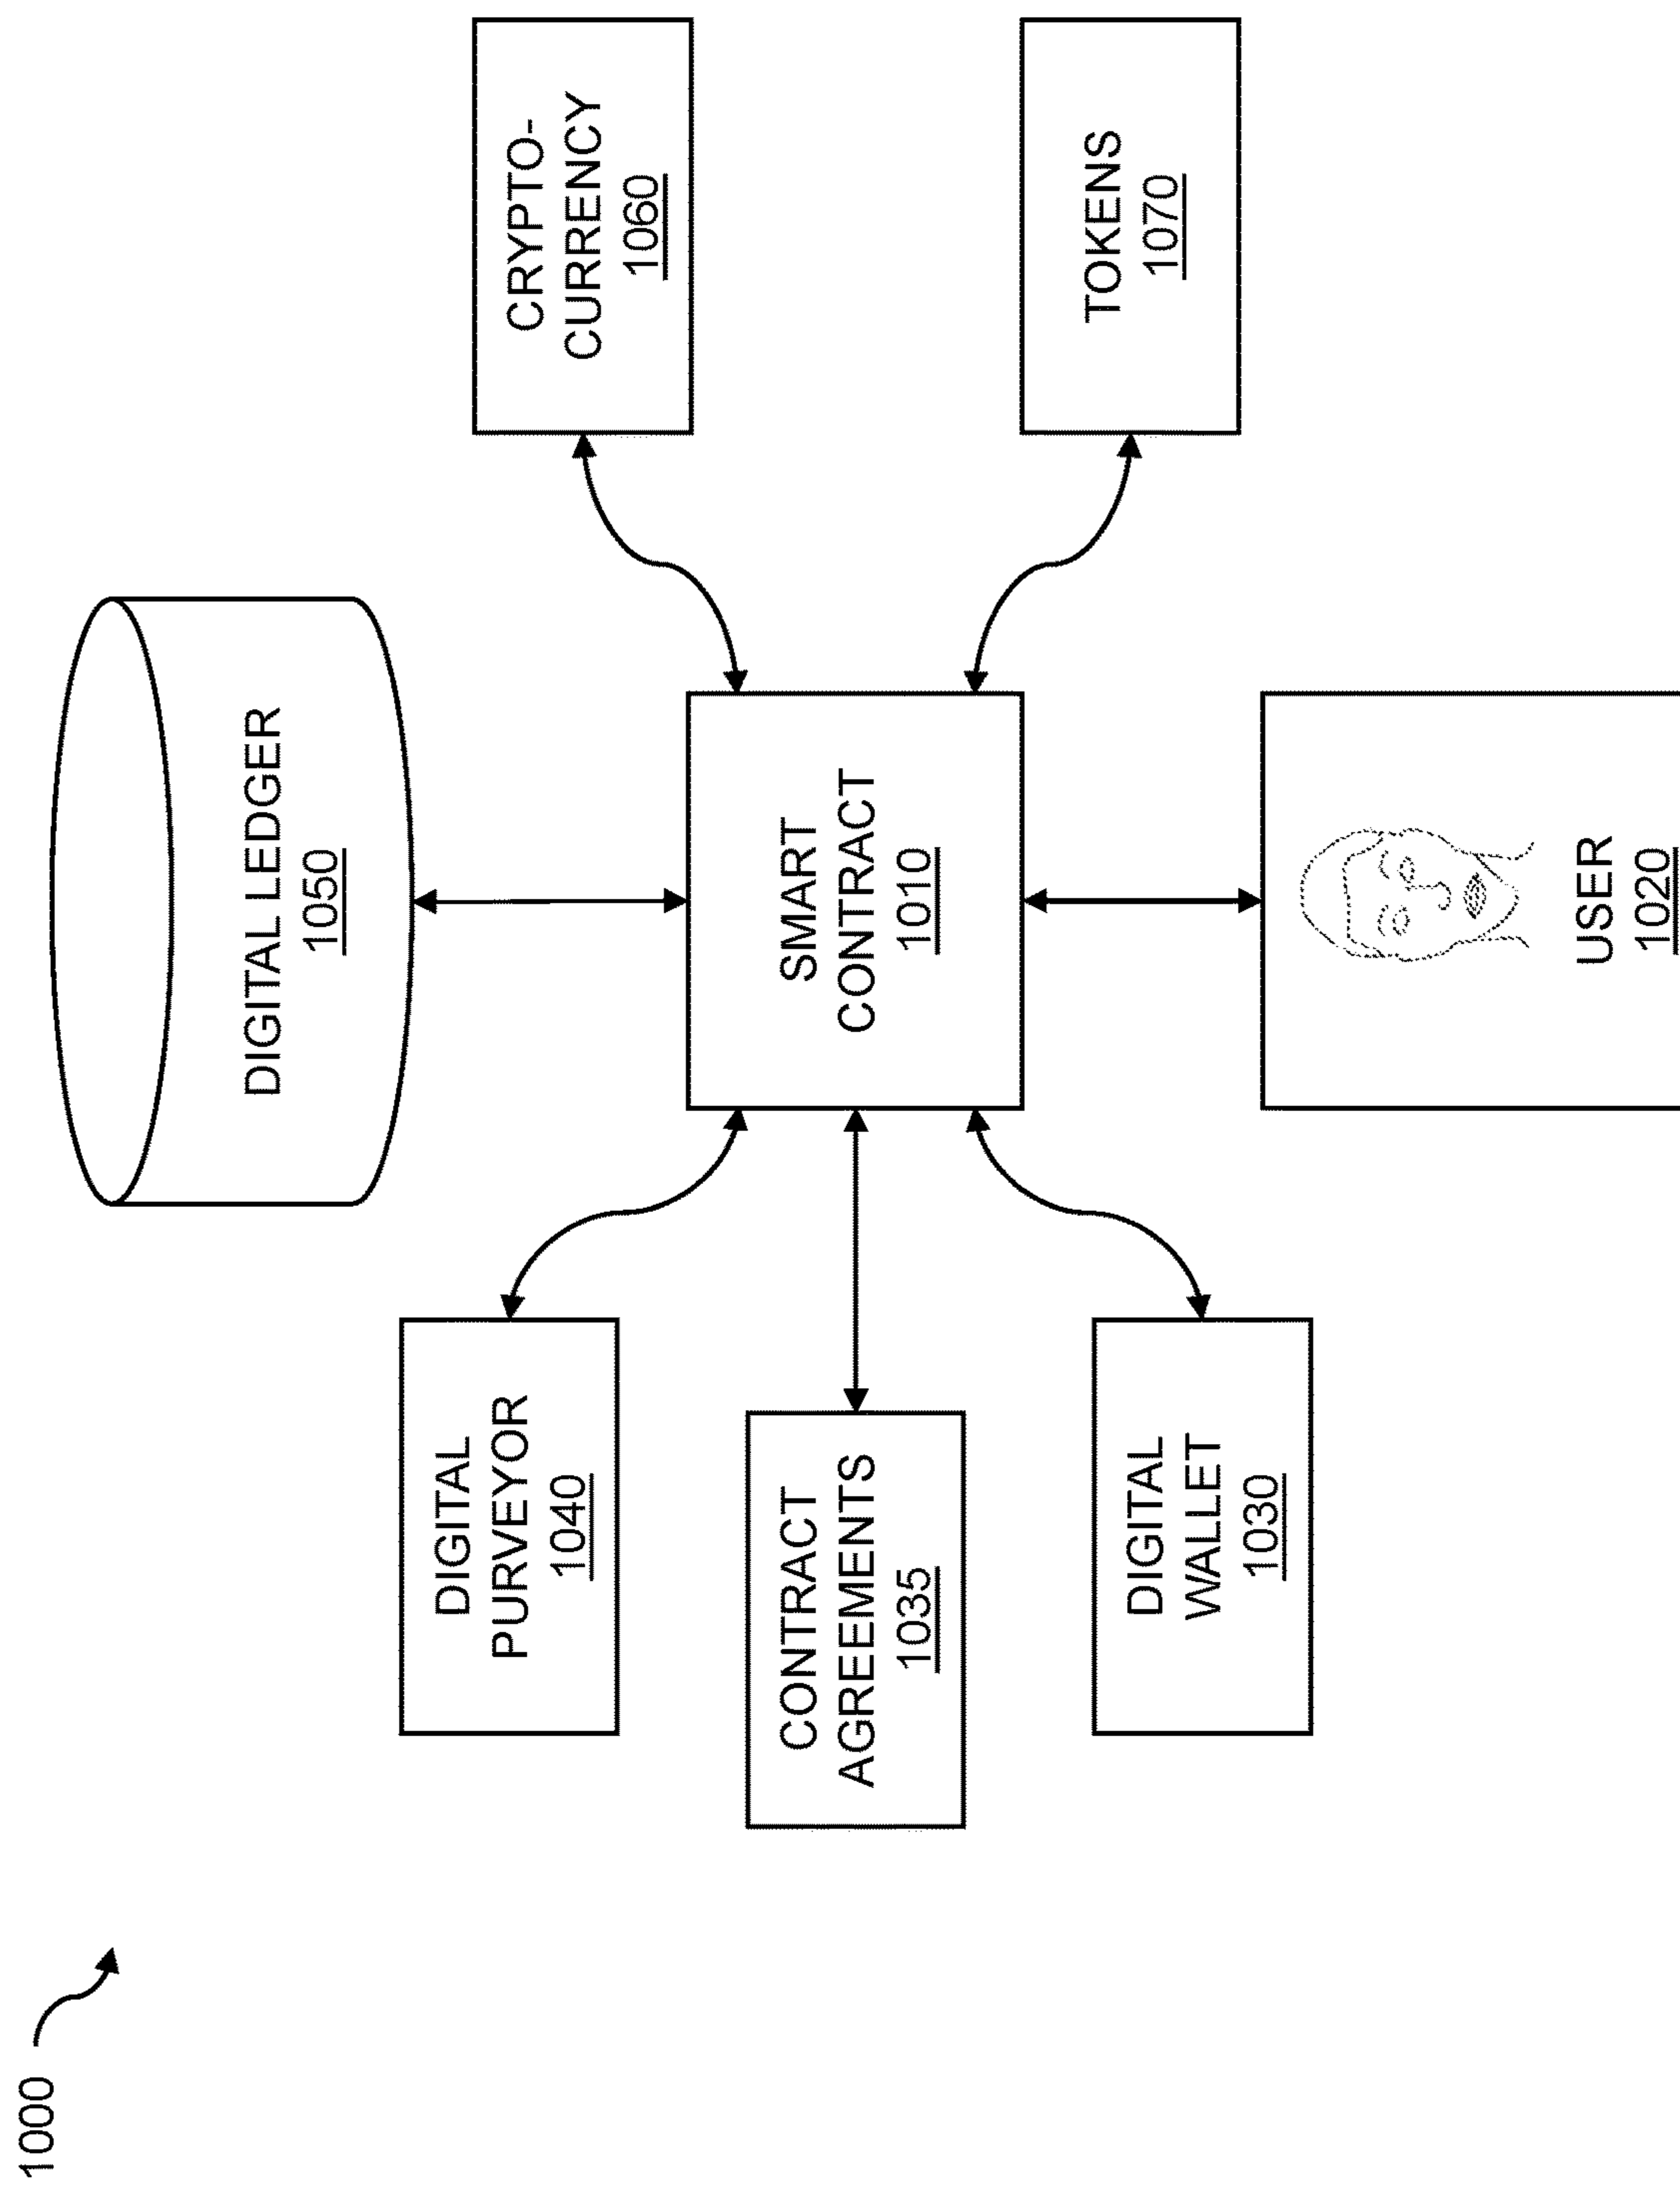 1000
DIGITAL LEDGER
1050
DIGITAL
PURVEYOR
1040
CRYPTO-
CURRENCY
1060
CONTRACT
AGREEMENTS
1035
SMART
CONTRACT
1010
DIGITAL
WALLET
1030
TOKENS
1070
USER
1020